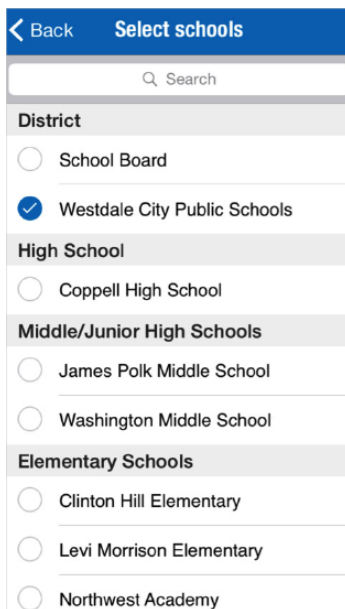 Back Select schools
Search
District
School Board
Westdale City Public Schools
High School
Coppell High School
Middle/Junior High Schools
James Polk Middle School
Washington Middle School
Elementary Schools
Clinton Hill Elementary
Levi Morrison Elementary
Northwest Academy